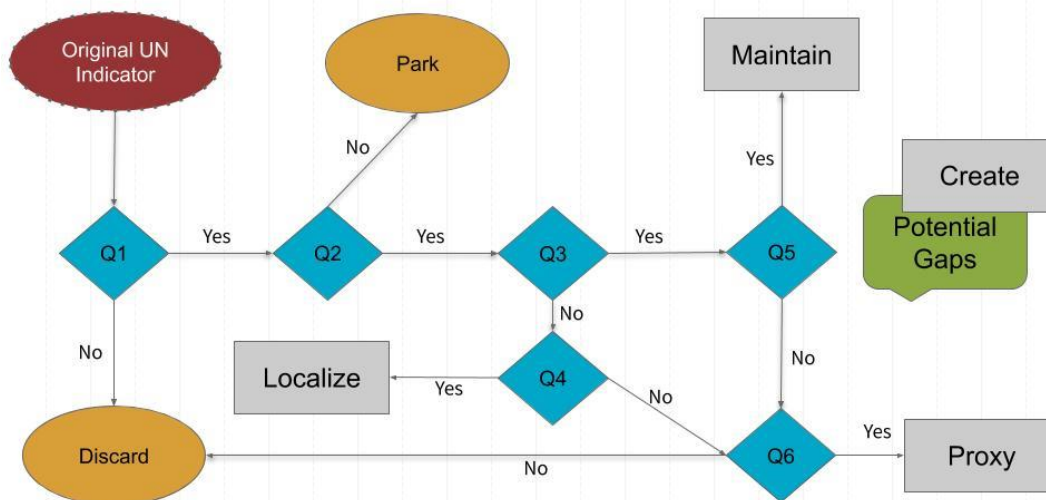 Original UN
Indicator
Park
Maintain
No
Yes
Create
Potential
Gaps
Q1
Yes
Q2
Yes
Q3
Yes
Q5
No
No
No
Localize
Yes
Q4
No
Discard
No
Q6
Yes
Proxy